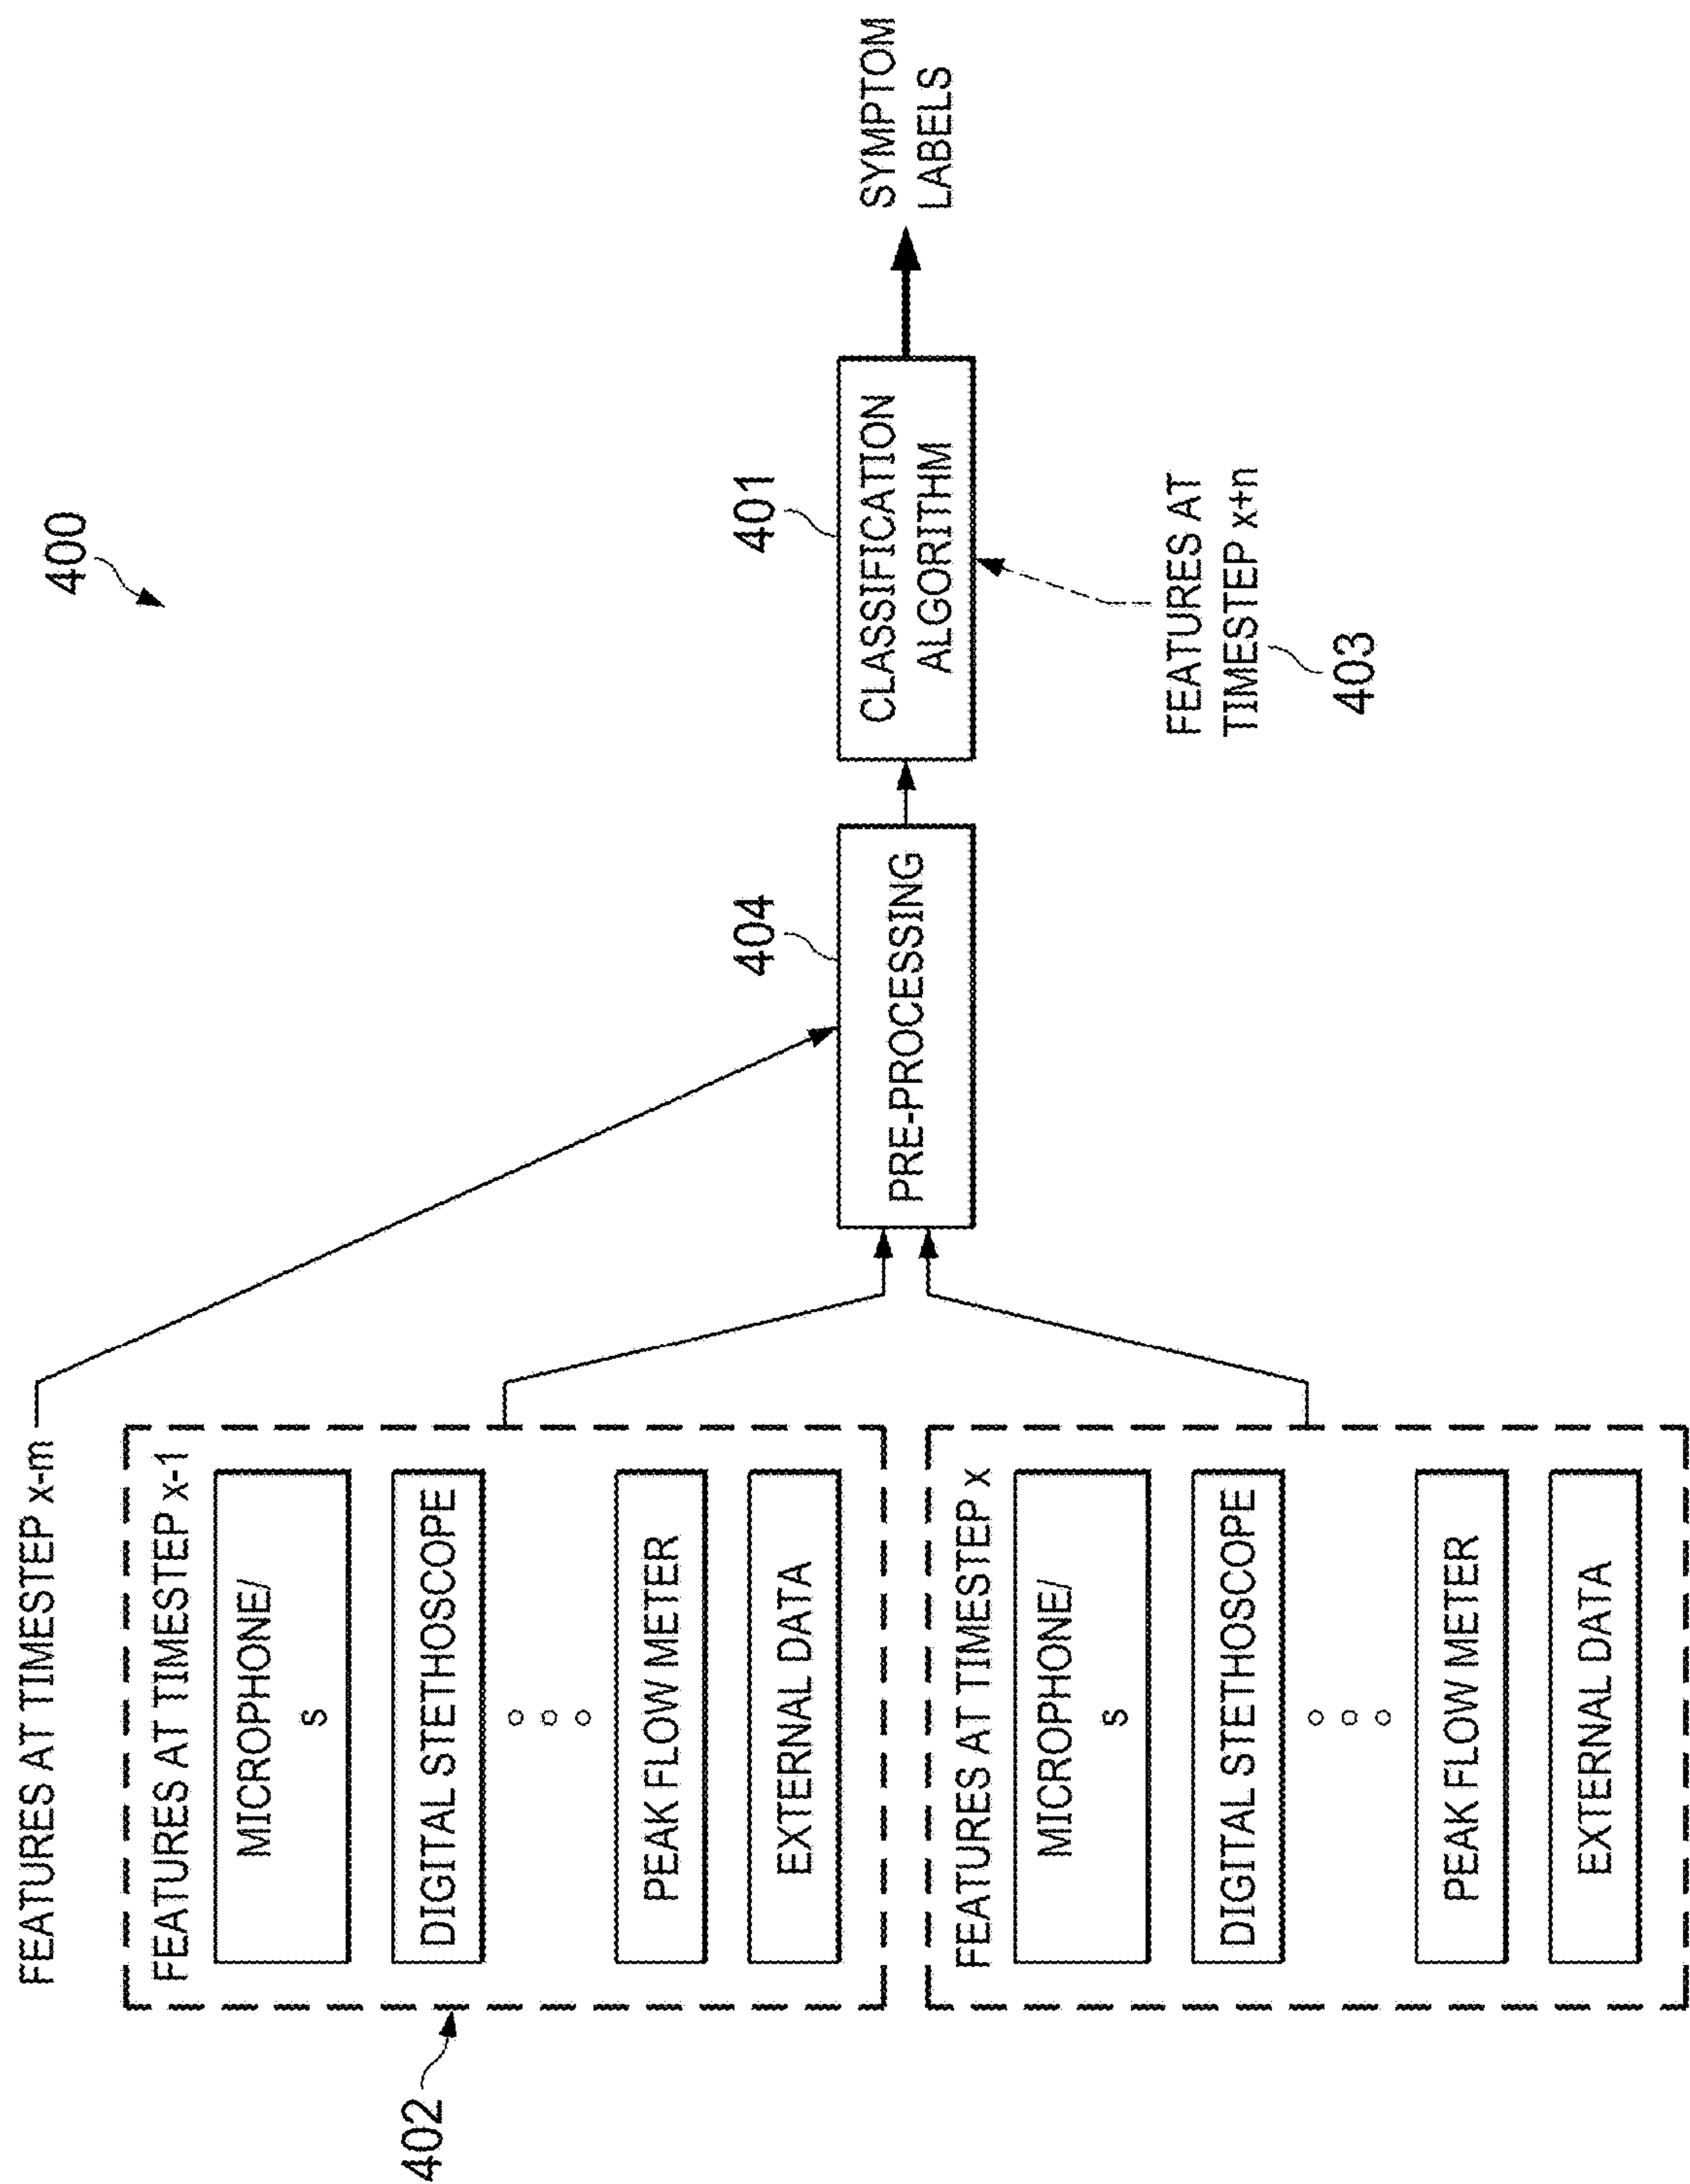 400
FEATURES AT TIMESTEP x-m
402
FEATURES AT TIMESTEP x-1
MICROPHONE/
s
DIGITAL STETHOSCOPE
PEAK FLOW METER
EXTERNAL DATA
FEATURES AT TIMESTEP x
MICROPHONE/
s
DIGITAL STETHOSCOPE
PEAK FLOW METER
EXTERNAL DATA
404
PRE-PROCESSING
401
CLASSIFICATION
ALGORITHM
FEATURES AT
TIMESTEP x+n
403
SYMPTOM
LABELS